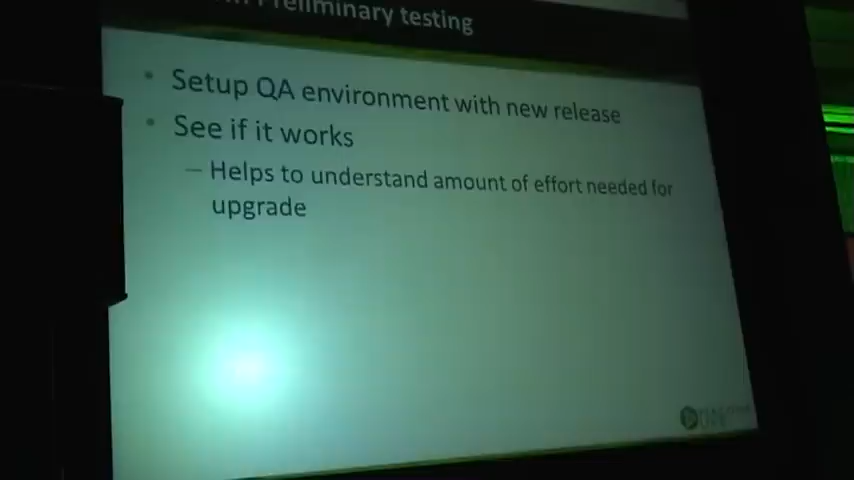 Preliminary testing
• Setup QA environment with new release
• See if it works
– Helps to understand amount of effort needed for
upgrade